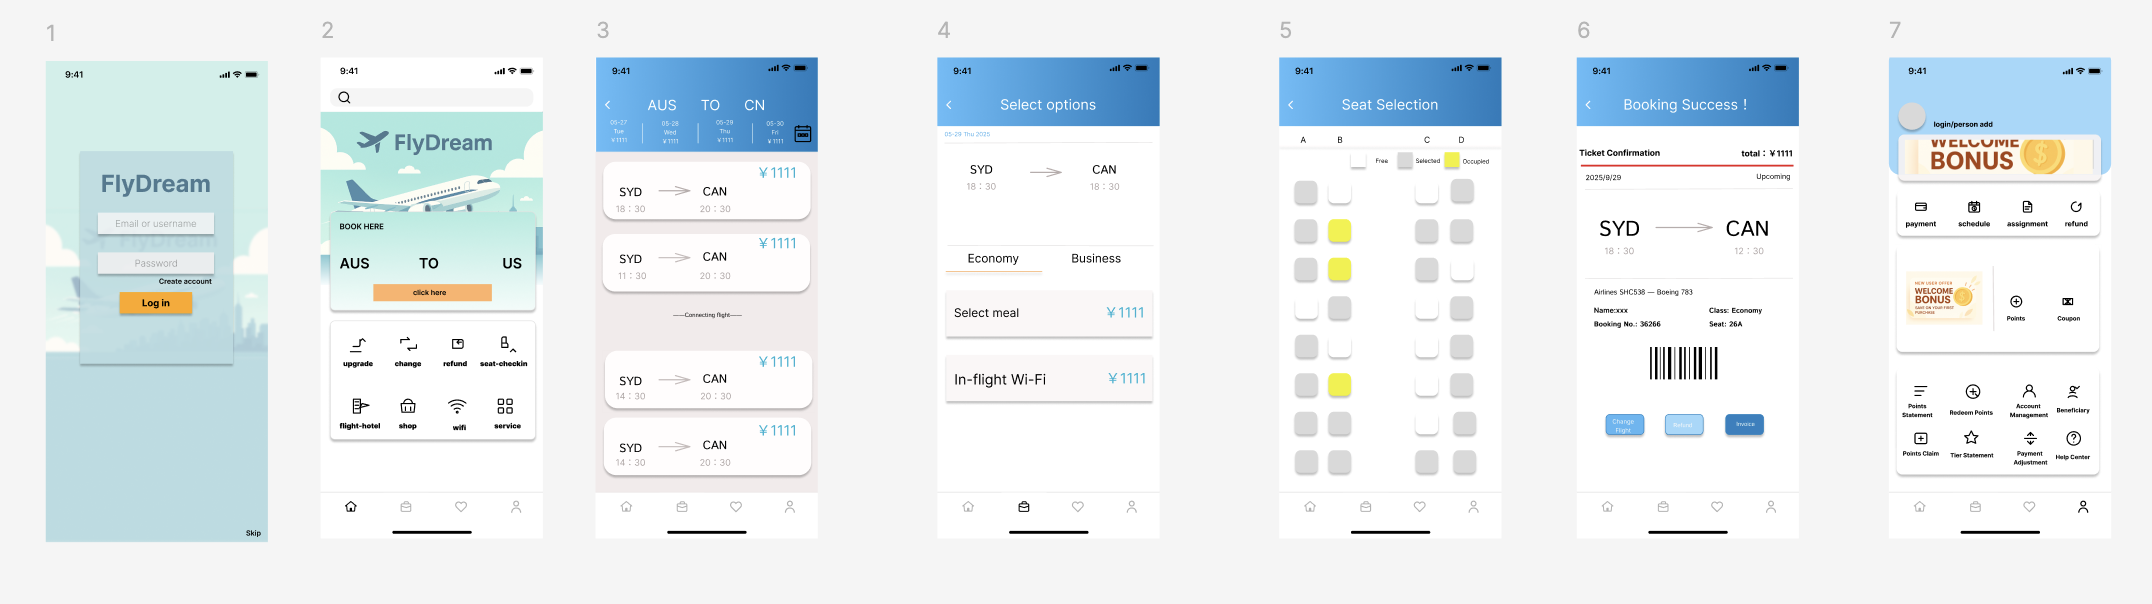 1
9:41
FlyDream
Email or username
FlyDream
Password
Create account
Log in
Skip
2
9:41
FlyDream
BOOK HERE
AUS TO US
click here
upgrade change refund seat-checkin
flight-hotel shop wifi service
3
9:41
AUS TO CN
05-27 05-28 05-29 05-30
Tue Wed Thu Fri
¥1111 ¥1111 ¥1111 ¥1111
¥1111
SYD CAN
18：30 20：30
¥1111
SYD CAN
11：30 20：30
——Connecting flight——
¥1111
SYD CAN
14：30 20：30
¥1111
SYD CAN
14：30 20：30
4
9:41
Select options
05-29 Thu 2025
SYD CAN
18：30 18：30
Economy Business
Select meal ¥1111
In-flight Wi-Fi ¥1111
5
9:41
Seat Selection
A B C D
Free Selected Occupied
6
9:41
Booking Success！
Ticket Confirmation total：¥1111
2025/9/29 Upcoming
SYD CAN
18：30 12：30
Airlines SHC538 — Boeing 783
Name:xxx Class: Economy
Booking No.: 36266 Seat: 26A
Change Flight Refund Invoice
7
9:41
login/person add
WELCOME
BONUS
payment schedule assignment refund
NEW USER OFFER
WELCOME
BONUS
SAVE ON YOUR FIRST
PURCHASE
Points Coupon
Points Statement Redeem Points Account Management Beneficiary
Points Claim Tier Statement Payment Adjustment Help Center